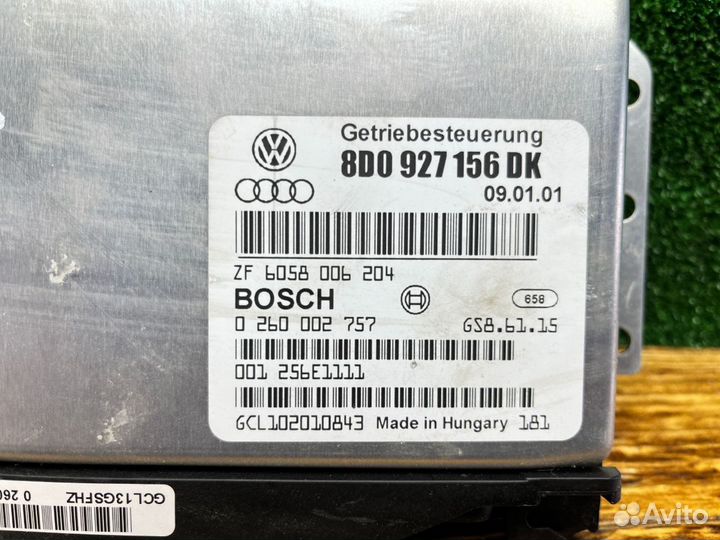 Getriebesteuerung
8D0 927 156 DK
09.01.01
ZF 6058 006 204
BOSCH
658
0 260 002 757 GS8.61.15
001 256E1111
GCL102010843 Made in Hungary 181
GCL13GSFHZ
0 260
Avito